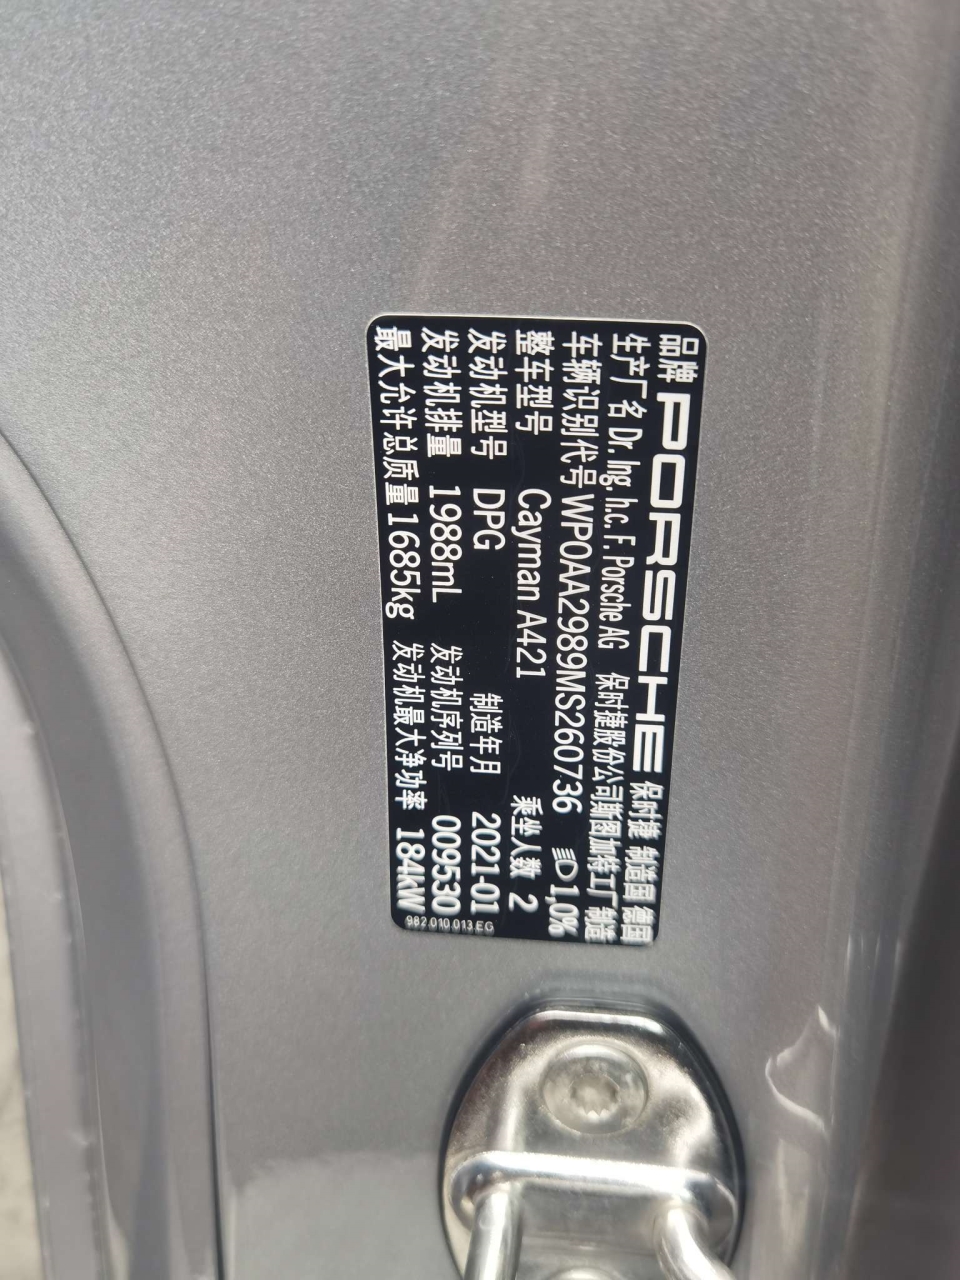 品牌 PORSCHE 保时捷 制造国 德国
生产厂名 Dr. Ing. h.c. F. Porsche AG 保时捷股份公司斯图加特工厂 制造
车辆识别代号 WP0AA2989MS260736 1,0%
整车型号 Cayman A421 乘坐人数 2
发动机型号 DPG 制造年月 2021-01
发动机排量 1988mL 发动机序列号 009530
最大允许总质量 1685kg 发动机最大净功率 184kW
982.010.013.EG